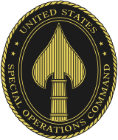 UNITED STATES
SPECIAL OPERATIONS COMMAND